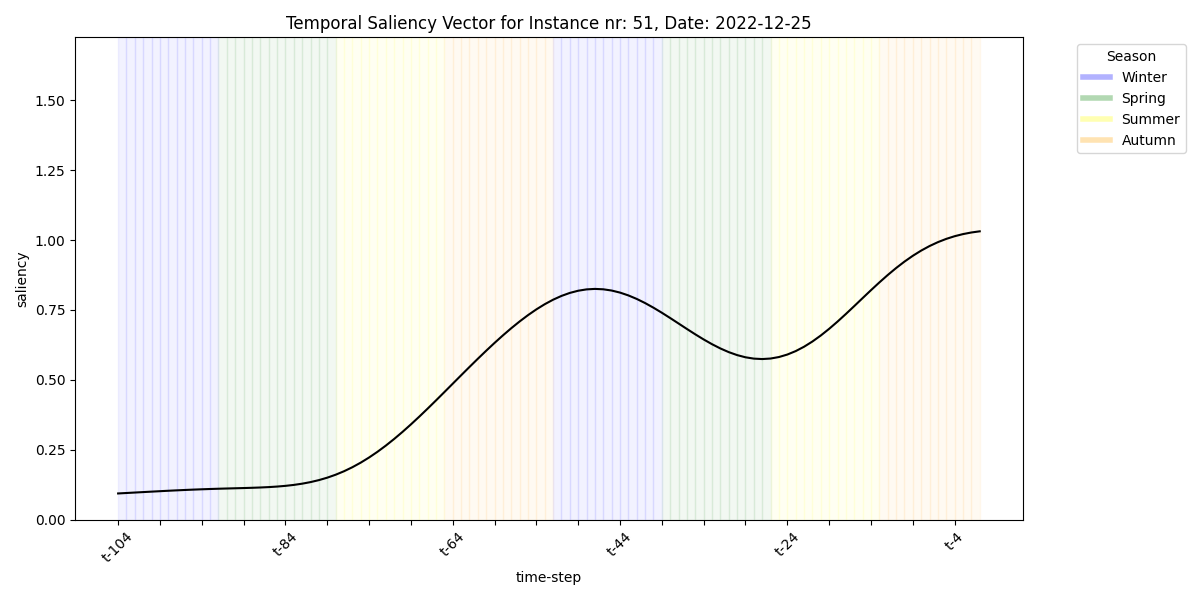 Temporal Saliency Vector for Instance nr: 51, Date: 2022-12-25
Season
Winter
Spring
Summer
Autumn
1.50
1.25
1.00
0.75
0.50
0.25
0.00
saliency
t-104
t-84
t-64
t-44
t-24
t-4
time-step